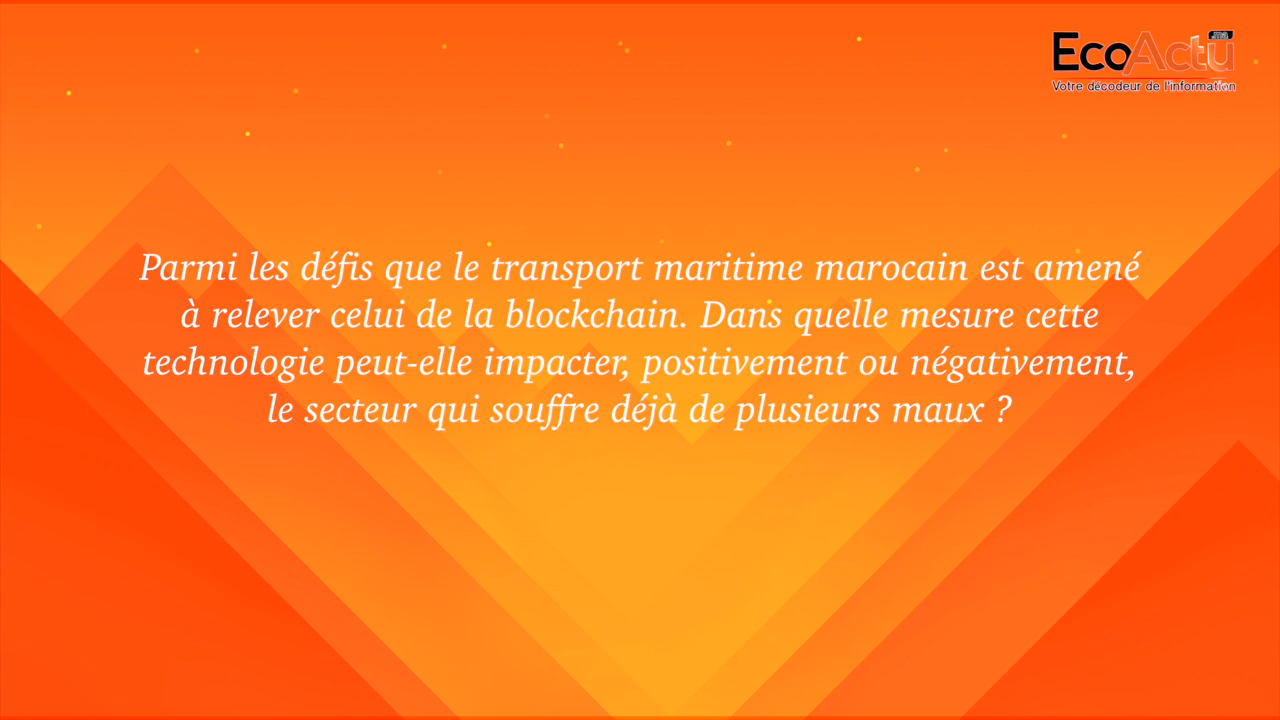 EcoActu
.ma
Votre décodeur de l'information
Parmi les défis que le transport maritime marocain est amené
à relever celui de la blockchain. Dans quelle mesure cette
technologie peut-elle impacter, positivement ou négativement,
le secteur qui souffre déjà de plusieurs maux ?